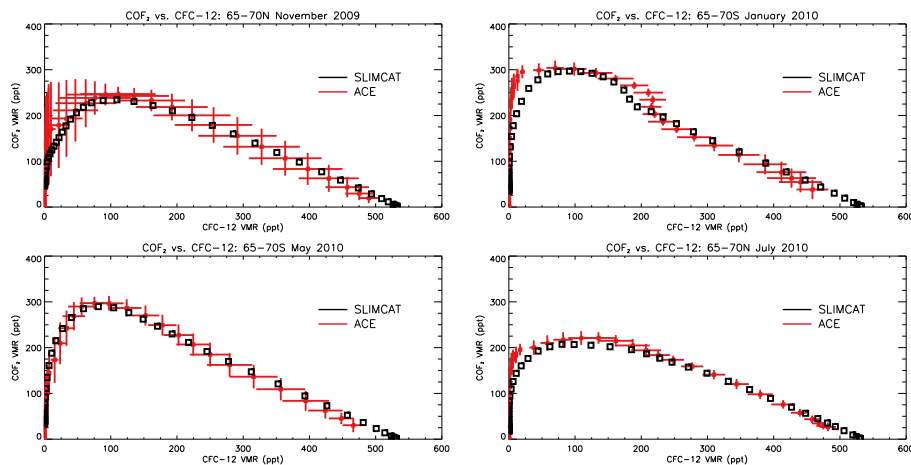 COF₂ vs. CFC-12: 65-70N November 2009
400
300
200
100
0
COF₂ VMR (ppt)
SLIMCAT
ACE
0 100 200 300 400 500 600
CFC-12 VMR (ppt)
COF₂ vs. CFC-12: 65-70S January 2010
400
300
200
100
0
COF₂ VMR (ppt)
SLIMCAT
ACE
0 100 200 300 400 500 600
CFC-12 VMR (ppt)
COF₂ vs. CFC-12: 65-70S May 2010
400
300
200
100
0
COF₂ VMR (ppt)
SLIMCAT
ACE
0 100 200 300 400 500 600
CFC-12 VMR (ppt)
COF₂ vs. CFC-12: 65-70N July 2010
400
300
200
100
0
COF₂ VMR (ppt)
SLIMCAT
ACE
0 100 200 300 400 500 600
CFC-12 VMR (ppt)